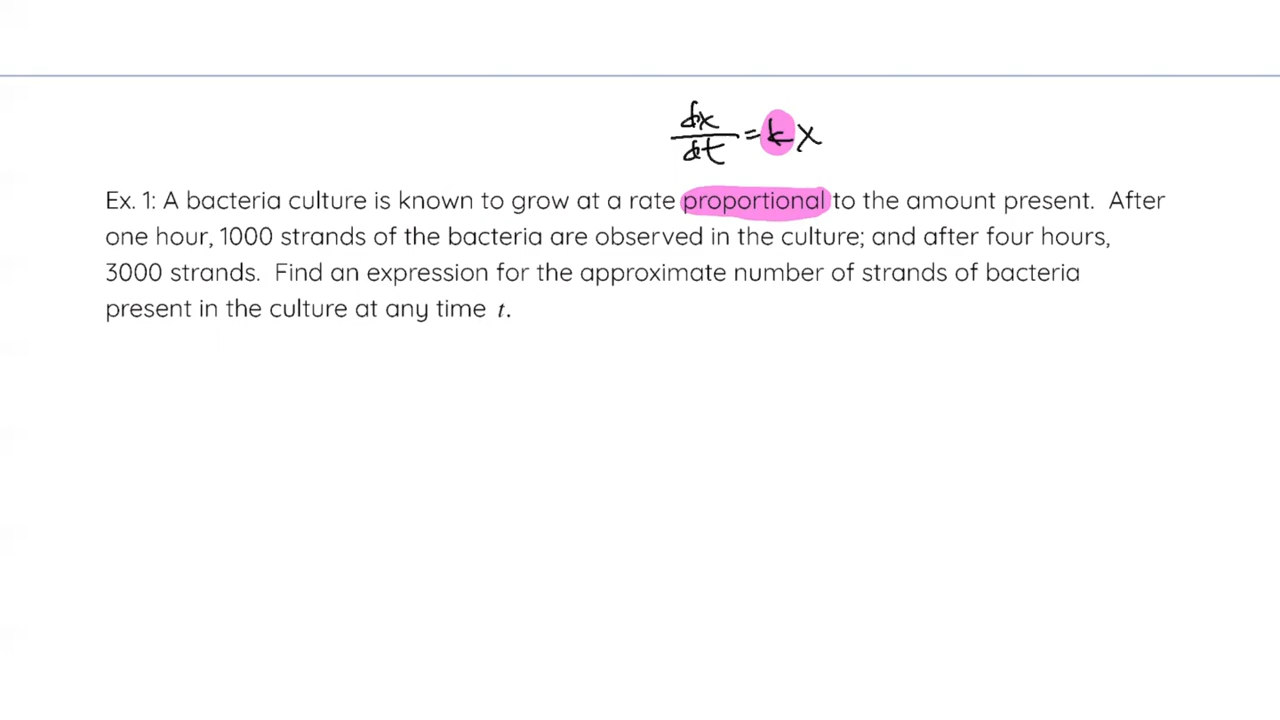 dx/dt = kx
Ex. 1: A bacteria culture is known to grow at a rate proportional to the amount present. After
one hour, 1000 strands of the bacteria are observed in the culture; and after four hours,
3000 strands. Find an expression for the approximate number of strands of bacteria
present in the culture at any time t.